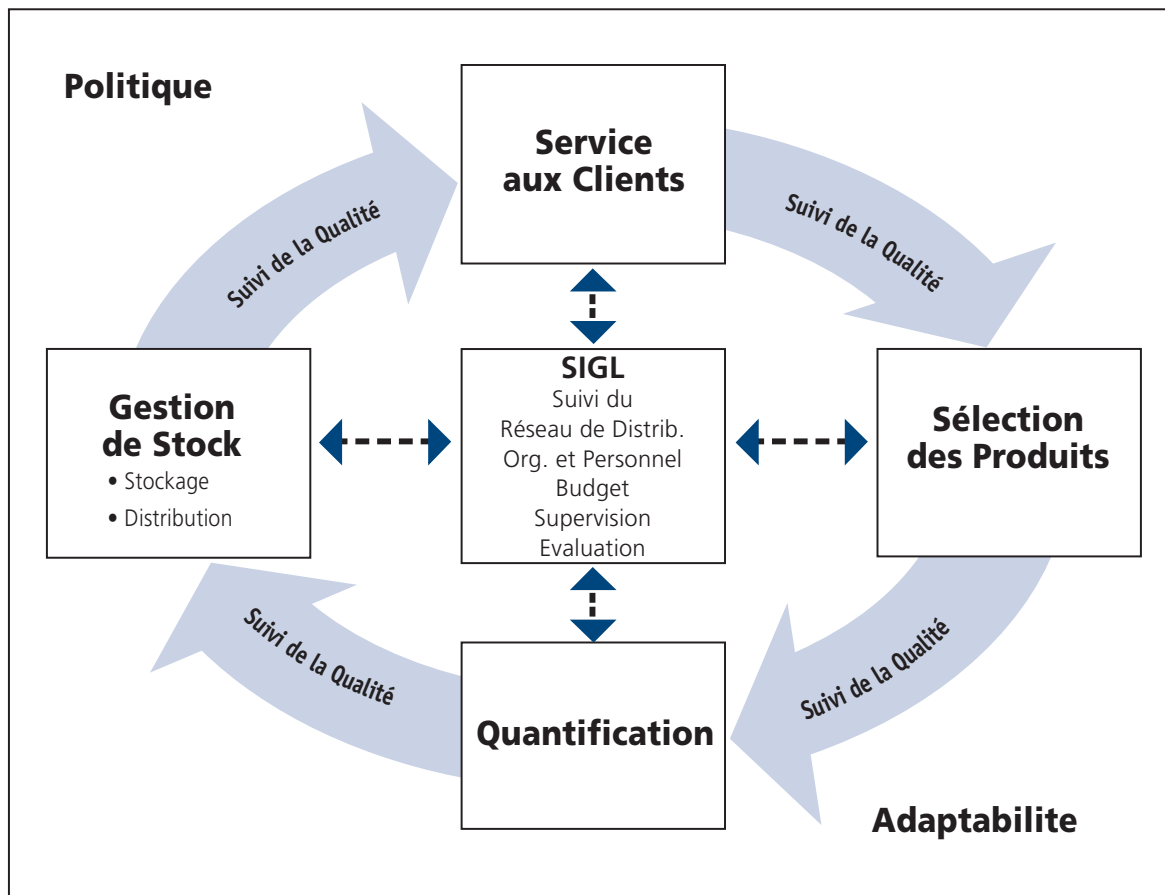 Politique
Service
aux Clients
Suivi de la Qualité
Suivi de la Qualité
Gestion
de Stock
• Stockage
• Distribution
SIGL
Suivi du
Réseau de Distrib.
Org. et Personnel
Budget
Supervision
Evaluation
Sélection
des Produits
Suivi de la Qualité
Suivi de la Qualité
Quantification
Adaptabilite